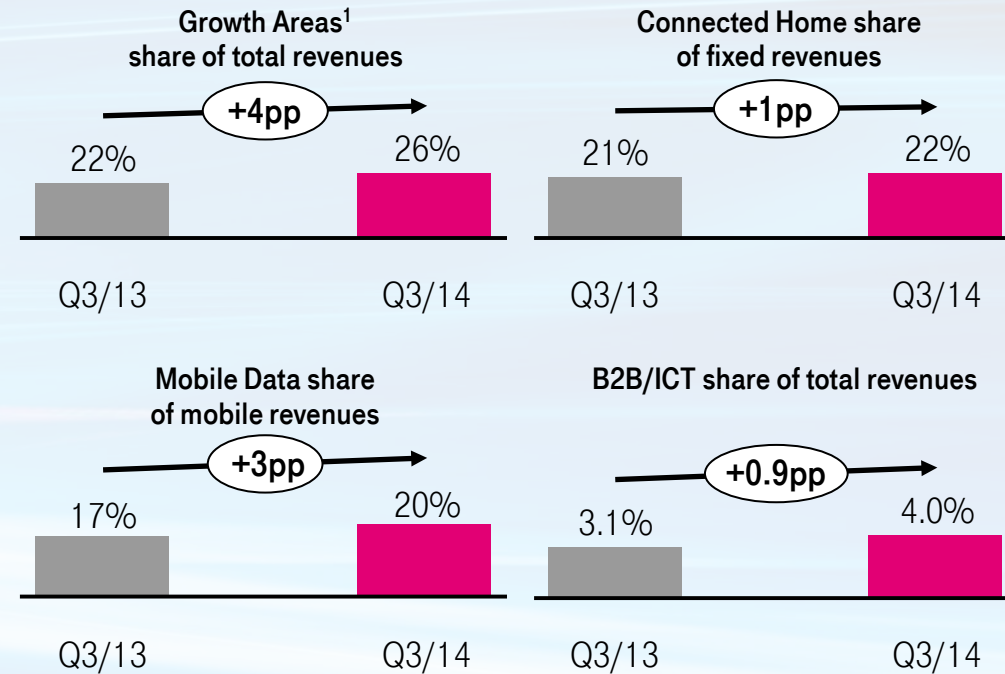 Growth Areas¹
share of total revenues
+4pp
22%
26%
Q3/13
Q3/14
Connected Home share
of fixed revenues
+1pp
21%
22%
Q3/13
Q3/14
Mobile Data share
of mobile revenues
+3pp
17%
20%
Q3/13
Q3/14
B2B/ICT share of total revenues
+0.9pp
3.1%
4.0%
Q3/13
Q3/14